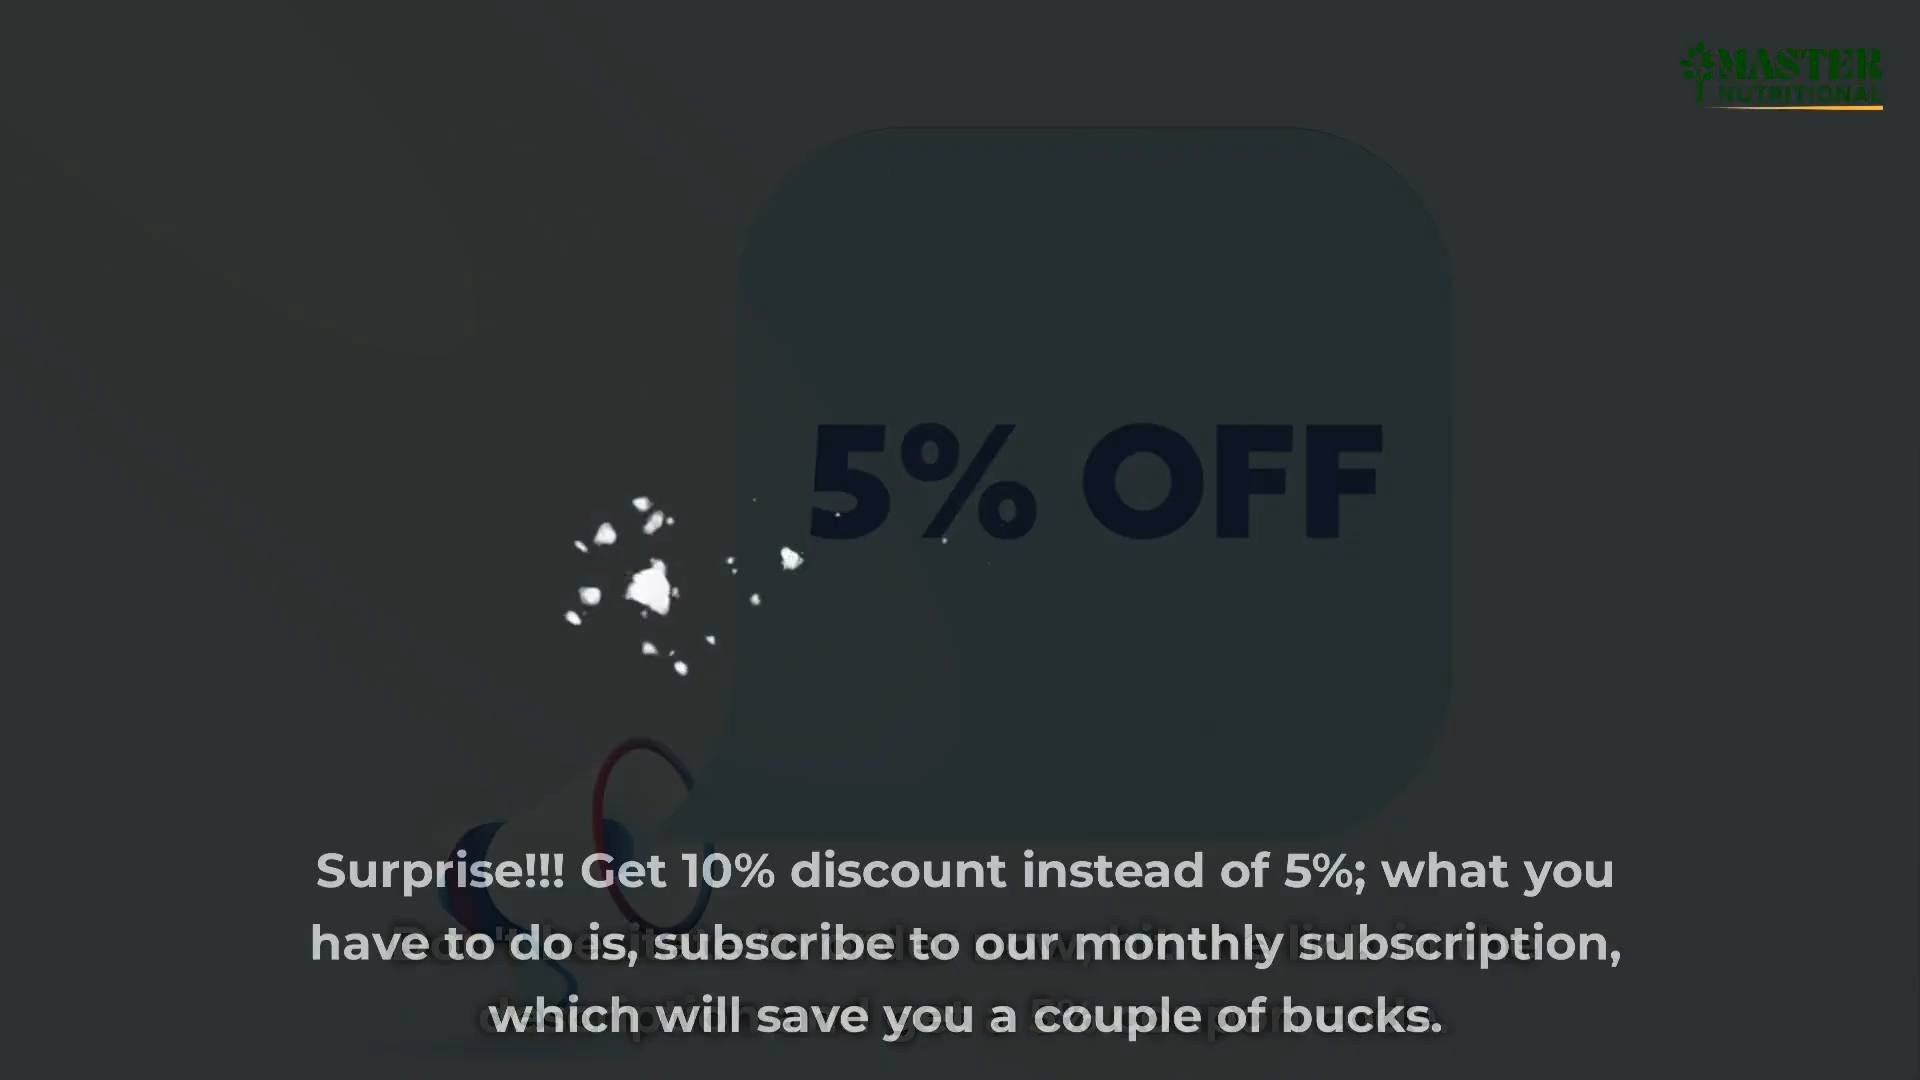 MASTER
NUTRITIONAL
5% OFF
Surprise!!! Get 10% discount instead of 5%; what you
have to do is, subscribe to our monthly subscription,
which will save you a couple of bucks.